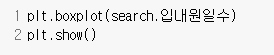 1 plt.boxplot(search.입내원일수)
2 plt.show()